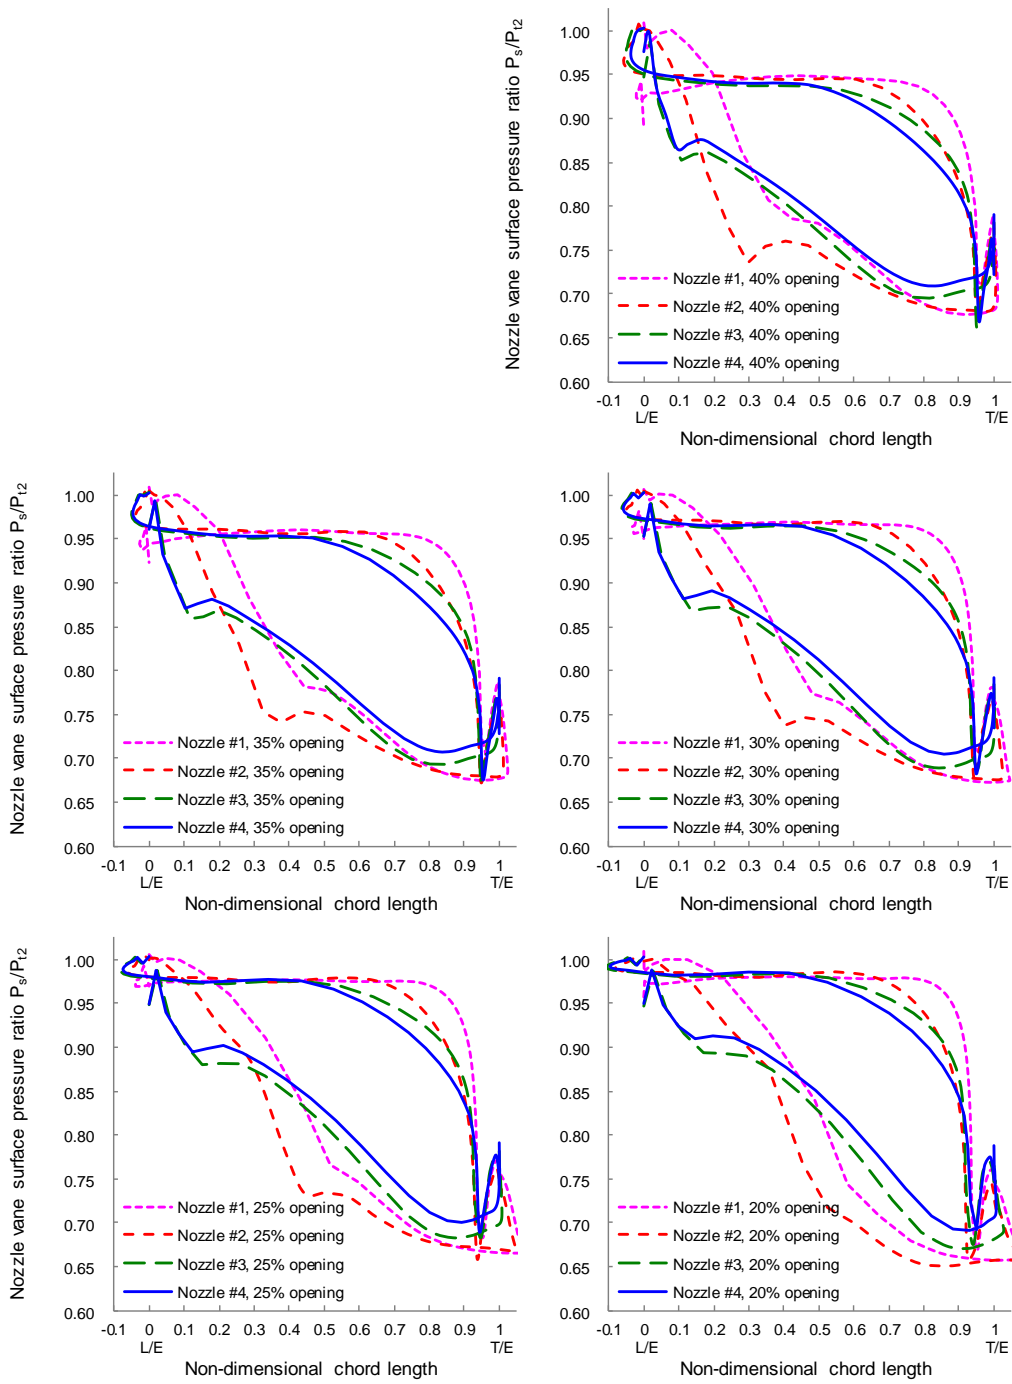 Nozzle vane surface pressure ratio Ps/Pt2
1.00
0.95
0.90
0.85
0.80
0.75
0.70
0.65
0.60
Nozzle #1, 40% opening
Nozzle #2, 40% opening
Nozzle #3, 40% opening
Nozzle #4, 40% opening
-0.1 0 0.1 0.2 0.3 0.4 0.5 0.6 0.7 0.8 0.9 1
L/E T/E
Non-dimensional chord length
Nozzle vane surface pressure ratio Ps/Pt2
1.00
0.95
0.90
0.85
0.80
0.75
0.70
0.65
0.60
Nozzle #1, 35% opening
Nozzle #2, 35% opening
Nozzle #3, 35% opening
Nozzle #4, 35% opening
-0.1 0 0.1 0.2 0.3 0.4 0.5 0.6 0.7 0.8 0.9 1
L/E T/E
Non-dimensional chord length
1.00
0.95
0.90
0.85
0.80
0.75
0.70
0.65
0.60
Nozzle #1, 30% opening
Nozzle #2, 30% opening
Nozzle #3, 30% opening
Nozzle #4, 30% opening
-0.1 0 0.1 0.2 0.3 0.4 0.5 0.6 0.7 0.8 0.9 1
L/E T/E
Non-dimensional chord length
Nozzle vane surface pressure ratio Ps/Pt2
1.00
0.95
0.90
0.85
0.80
0.75
0.70
0.65
0.60
Nozzle #1, 25% opening
Nozzle #2, 25% opening
Nozzle #3, 25% opening
Nozzle #4, 25% opening
-0.1 0 0.1 0.2 0.3 0.4 0.5 0.6 0.7 0.8 0.9 1
L/E T/E
Non-dimensional chord length
1.00
0.95
0.90
0.85
0.80
0.75
0.70
0.65
0.60
Nozzle #1, 20% opening
Nozzle #2, 20% opening
Nozzle #3, 20% opening
Nozzle #4, 20% opening
-0.1 0 0.1 0.2 0.3 0.4 0.5 0.6 0.7 0.8 0.9 1
L/E T/E
Non-dimensional chord length